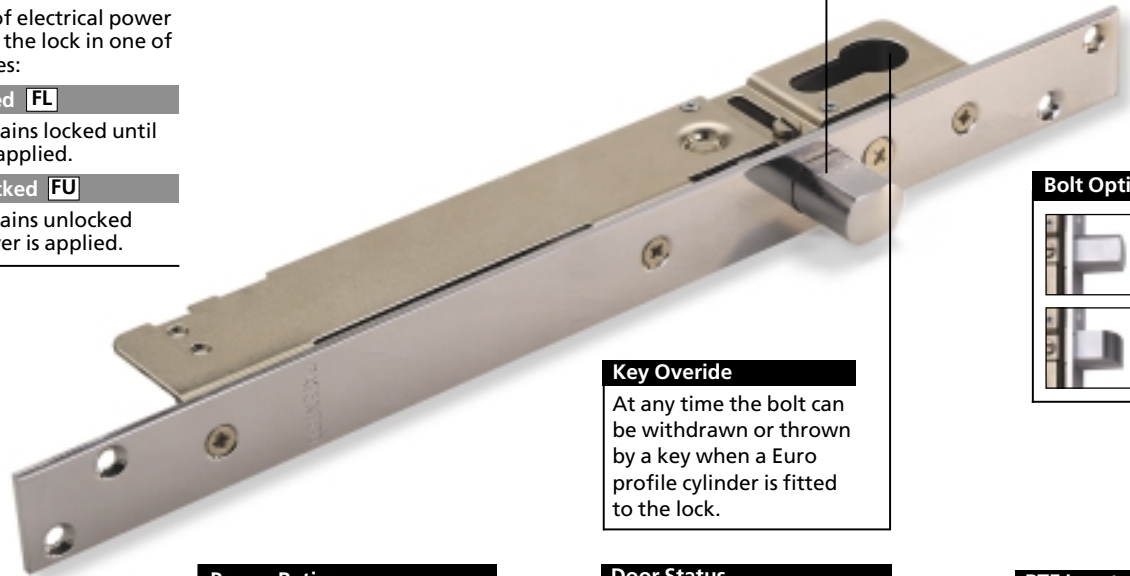 of electrical power
the lock in one of
es:
ed FL
ains locked until
applied.
cked FU
ains unlocked
er is applied.
Bolt Opti
Key Overide
At any time the bolt can
be withdrawn or thrown
by a key when a Euro
profile cylinder is fitted
to the lock.
Door Status